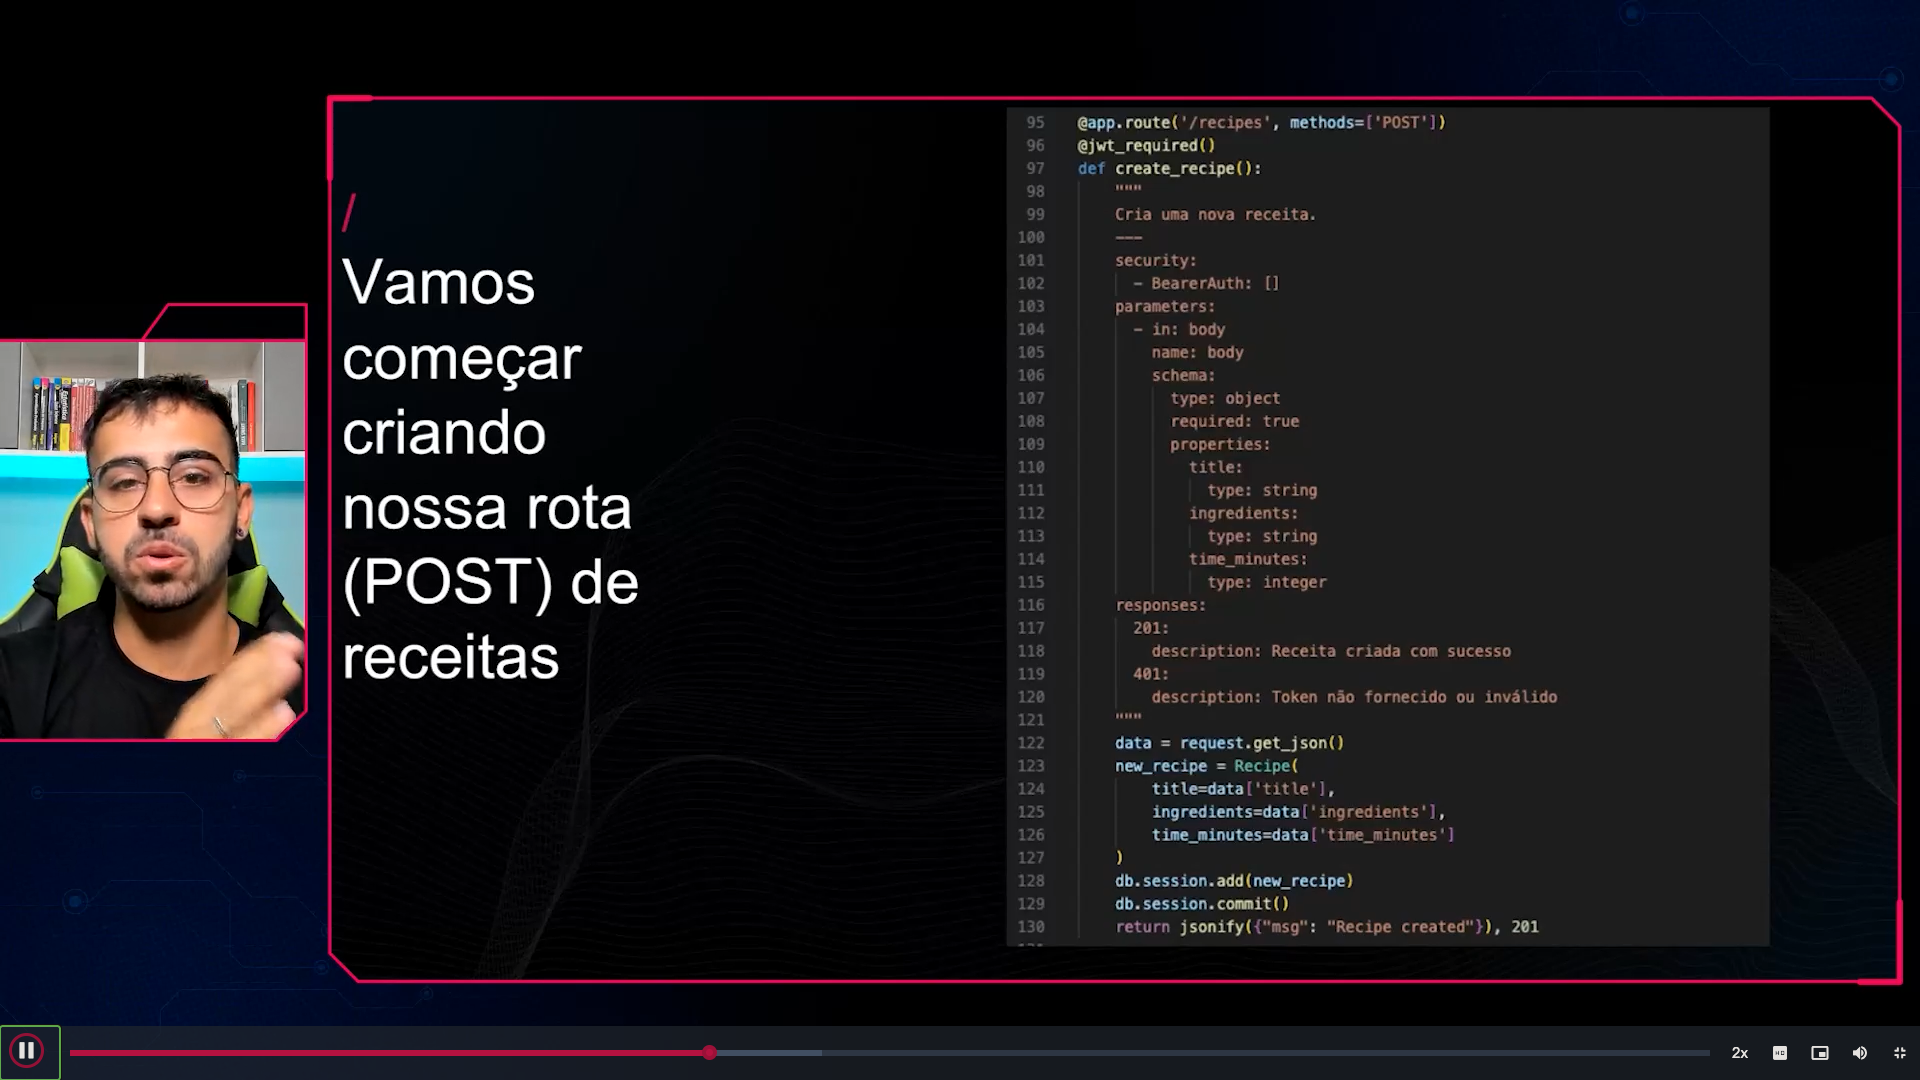 /
Vamos
começar
criando
nossa rota
(POST) de
receitas
95 @app.route('/recipes', methods=['POST'])
96 @jwt_required()
97 def create_recipe():
98 """
99 Cria uma nova receita.
100 ---
101 security:
102 - BearerAuth: []
103 parameters:
104 - in: body
105 name: body
106 schema:
107 type: object
108 required: true
109 properties:
110 title:
111 type: string
112 ingredients:
113 type: string
114 time_minutes:
115 type: integer
116 responses:
117 201:
118 description: Receita criada com sucesso
119 401:
120 description: Token não fornecido ou inválido
121 """
122 data = request.get_json()
123 new_recipe = Recipe(
124 title=data['title'],
125 ingredients=data['ingredients'],
126 time_minutes=data['time_minutes']
127 )
128 db.session.add(new_recipe)
129 db.session.commit()
130 return jsonify({"msg": "Recipe created"}), 201
2x
HD